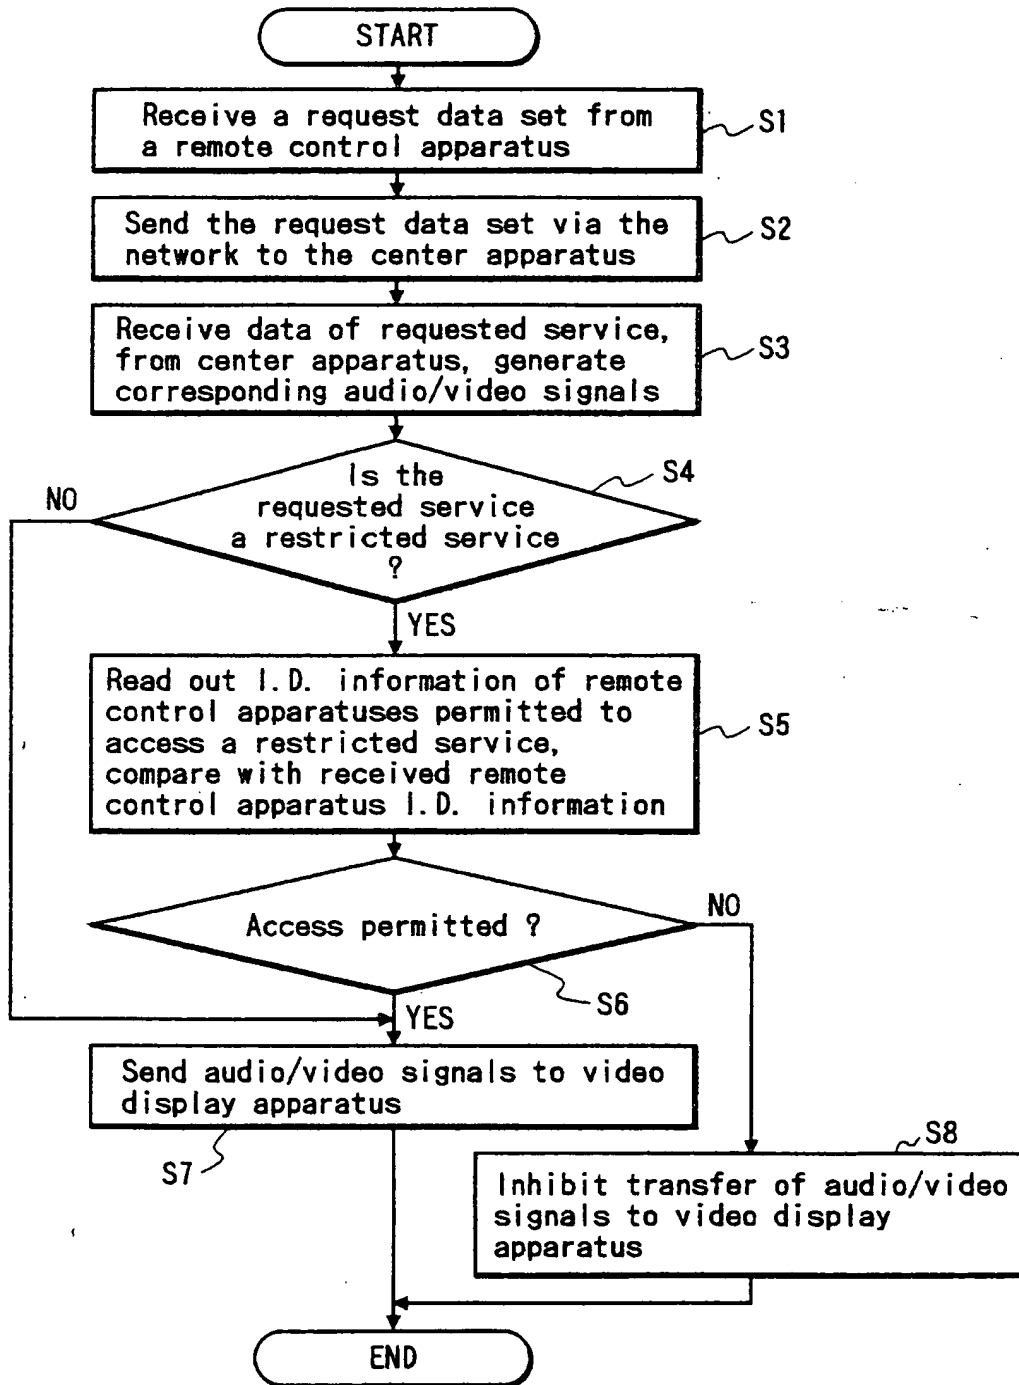 START
Receive a request data set from
a remote control apparatus
S1
Send the request data set via the
network to the center apparatus
S2
Receive data of requested service,
from center apparatus, generate
corresponding audio/video signals
S3
Is the
requested service
a restricted service
?
S4
NO
YES
Read out I.D. information of remote
control apparatuses permitted to
access a restricted service,
compare with received remote
control apparatus I.D. information
S5
Access permitted ?
NO
S6
YES
Send audio/video signals to video
display apparatus
S7
S8
Inhibit transfer of audio/video
signals to video display
apparatus
END